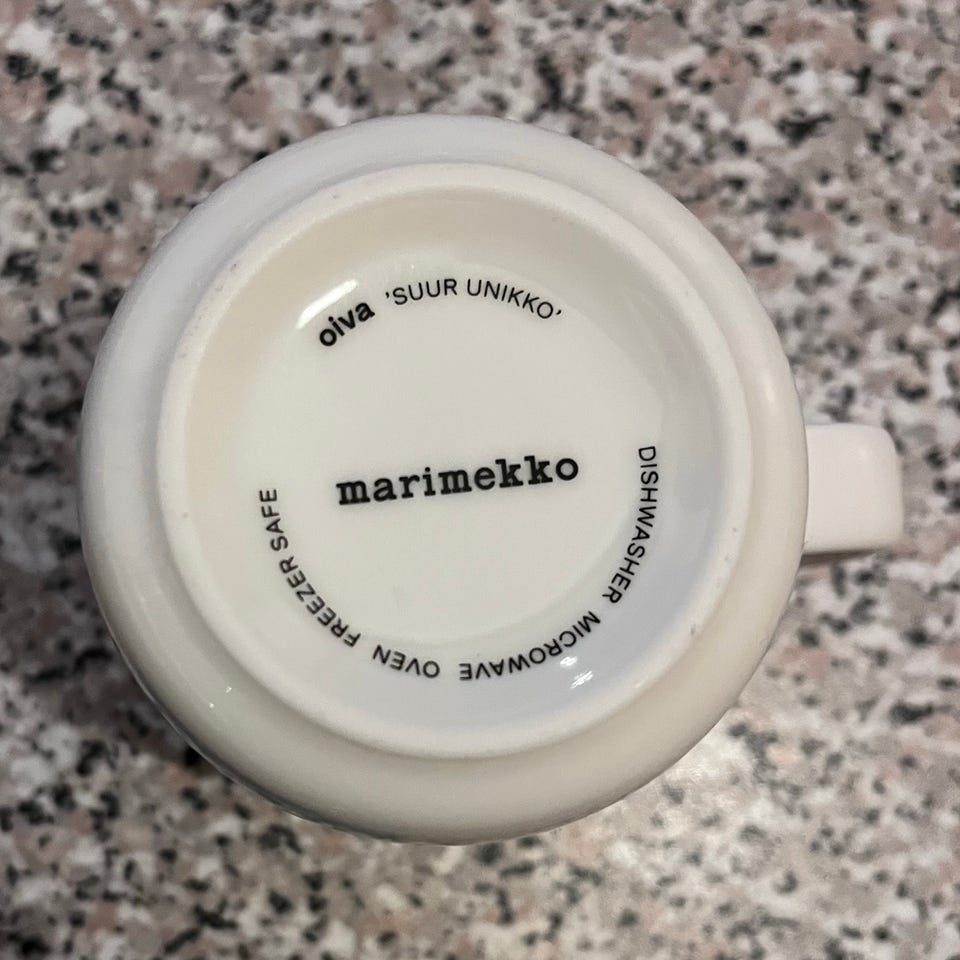 oiva ’SUUR UNIKKO’
marimekko
DISHWASHER MICROWAVE OVEN FREEZER SAFE